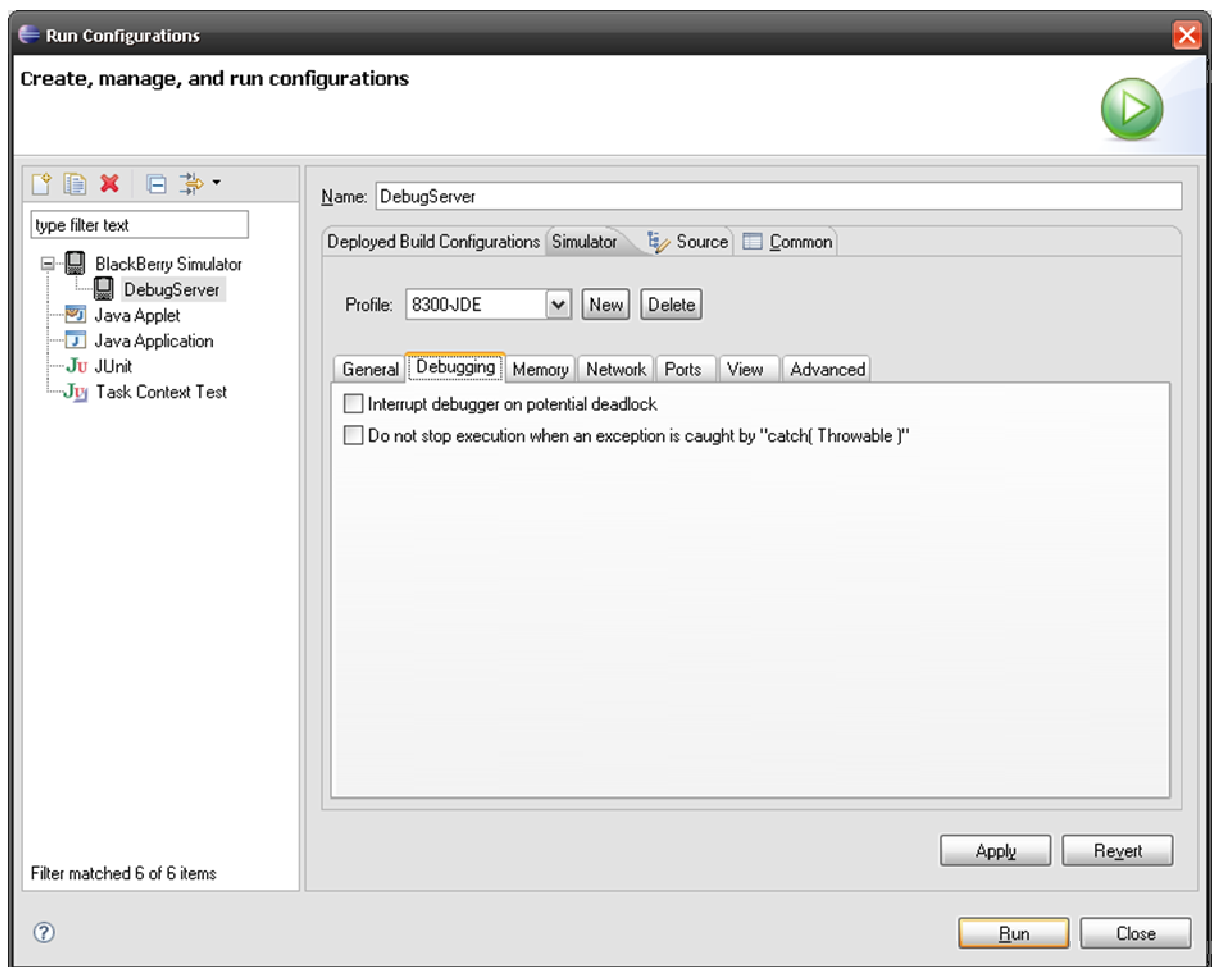 Run Configurations
Create, manage, and run configurations
type filter text
BlackBerry Simulator
DebugServer
Java Applet
Java Application
Ju JUnit
Task Context Test
Filter matched 6 of 6 items
Name: DebugServer
Deployed Build Configurations Simulator Source Common
Profile: 8300-JDE New Delete
General Debugging Memory Network Ports View Advanced
Interrupt debugger on potential deadlock
Do not stop execution when an exception is caught by "catch( Throwable )"
Apply Revert
? Run Close